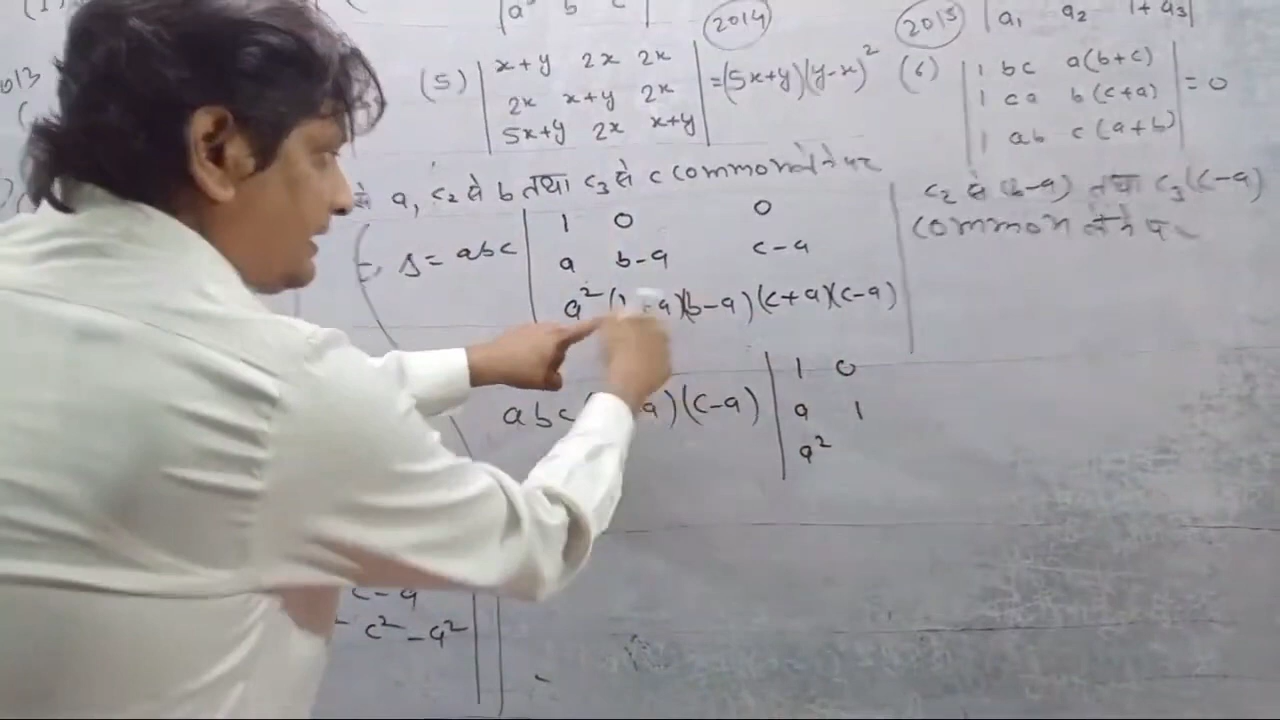 a³ b c
2014
2015
a₁ a₂ 1+a₃
2013
(5) | x+y 2x 2x |
| 2x x+y 2x | =(5x+y)(y-x)²
| 5x+y 2x x+y |
(6) | 1 bc a(b+c) |
| 1 ca b(c+a) | =0
| 1 ab c(a+b) |
से a, c₂ से b तथा c₃ से c common लेने पर
Δ= abc | 1 0 0 |
| a b-a c-a |
| a² a)(b-a) (c+a)(c-a) |
c₂ से (b-a) तथा c₃ (c-a)
common लेने पर
abc( a)(c-a) | 1 0
| a 1
| a²
c-a
c²-a²